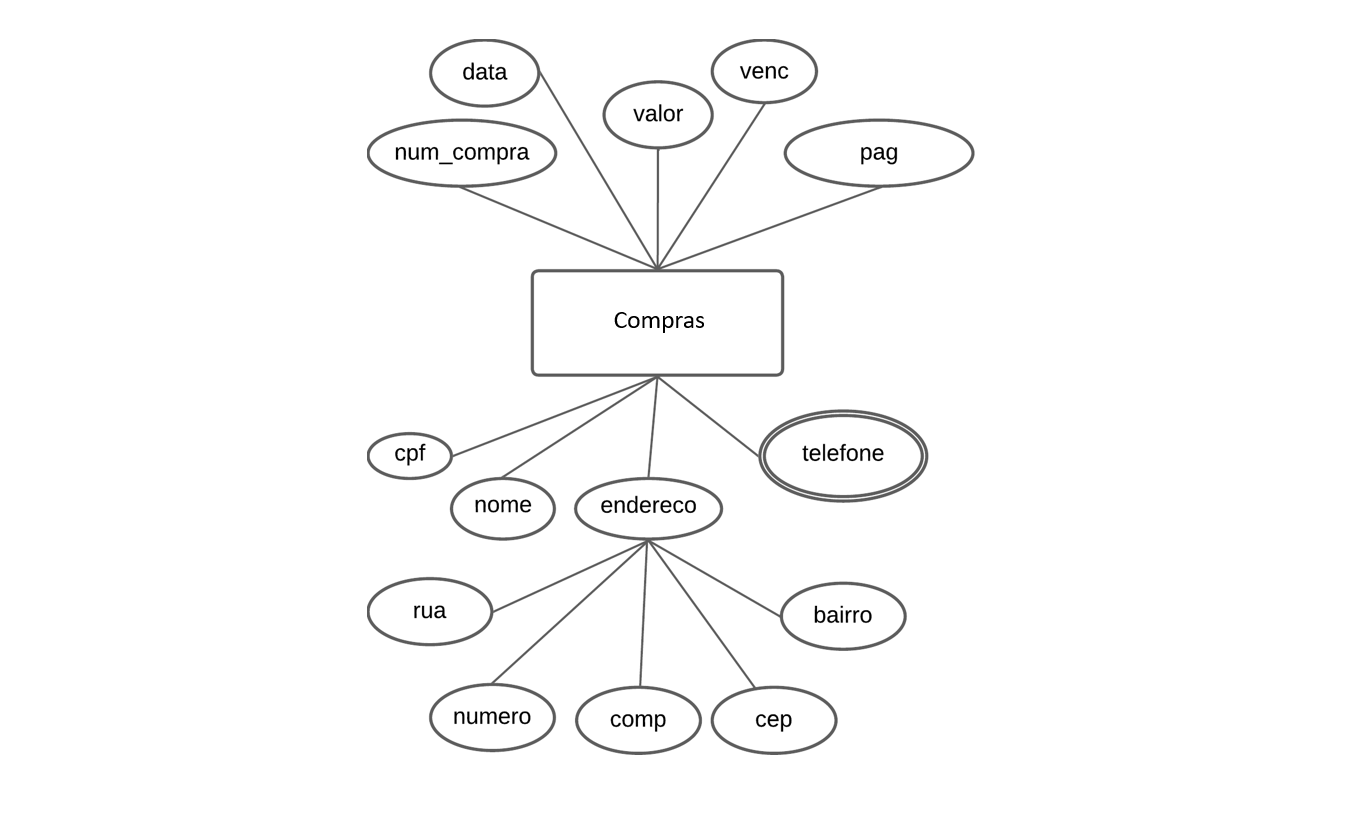 data
venc
valor
num_compra
pag
Compras
cpf
telefone
nome
endereco
rua
bairro
numero
comp
cep